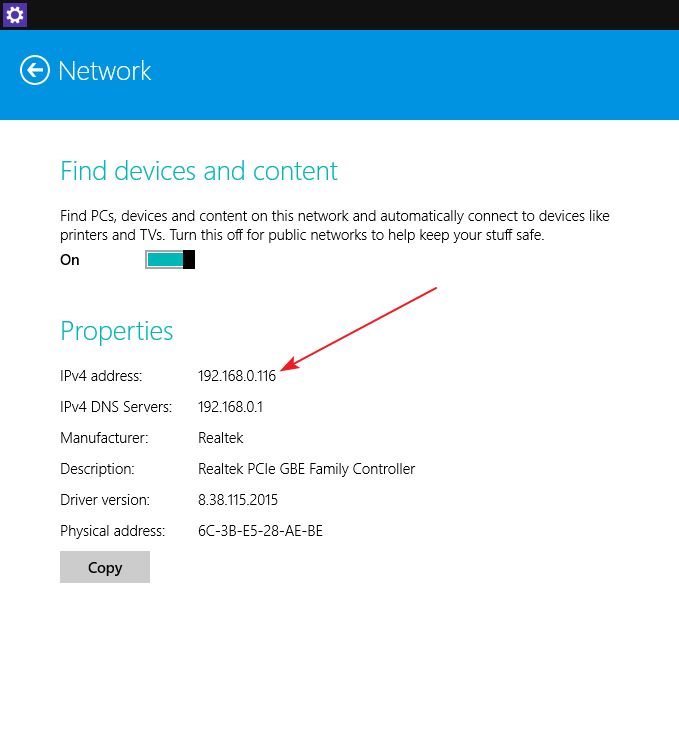 Network
Find devices and content
Find PCs, devices and content on this network and automatically connect to devices like
printers and TVs. Turn this off for public networks to help keep your stuff safe.
On
Properties
IPv4 address: 192.168.0.116
IPv4 DNS Servers: 192.168.0.1
Manufacturer: Realtek
Description: Realtek PCIe GBE Family Controller
Driver version: 8.38.115.2015
Physical address: 6C-3B-E5-28-AE-BE
Copy